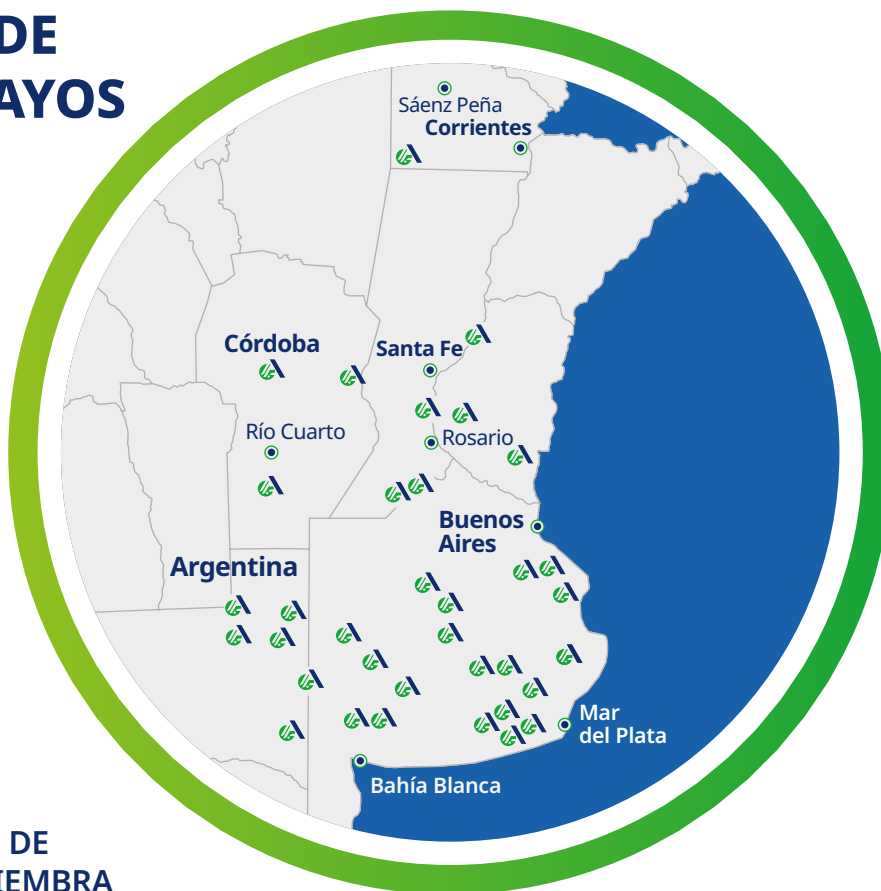 DE
AYOS
Sáenz Peña
Corrientes
Córdoba
Santa Fe
Río Cuarto
Rosario
Buenos
Aires
Argentina
Mar
del Plata
Bahía Blanca
DE
IEMBRA